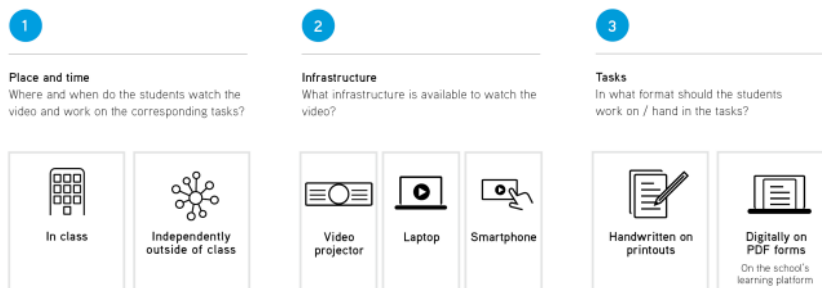 1
Place and time
Where and when do the students watch the
video and work on the corresponding tasks?
In class
Independently
outside of class
2
Infrastructure
What infrastructure is available to watch the
video?
Video
projector
Laptop
Smartphone
3
Tasks
In what format should the students
work on / hand in the tasks?
Handwritten on
printouts
Digitally on
PDF forms
On the school's
learning platform